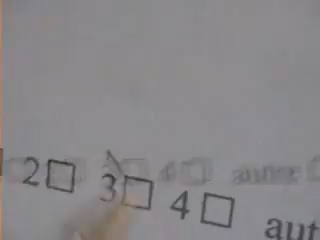 2 □ 3 □ 4 □ aut